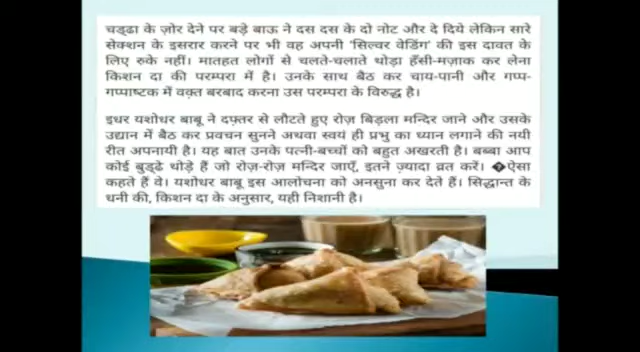 चड्ढा के ज़ोर देने पर बड़े बाऊ ने दस दस के दो नोट और दे दिये लेकिन सारे
सेक्शन के इसरार करने पर भी वह अपनी 'सिल्वर वेडिंग' की इस दावत के
लिए रुके नहीं। मातहत लोगों से चलते-चलाते थोड़ा हँसी-मज़ाक कर लेना
किशन दा की परम्परा में है। उनके साथ बैठ कर चाय-पानी और गप्प-
गप्पाष्टक में वक़्त बरबाद करना उस परम्परा के विरुद्ध है।
इधर यशोधर बाबू ने दफ़्तर से लौटते हुए रोज़ बिड़ला मन्दिर जाने और उसके
उद्यान में बैठ कर प्रवचन सुनने अथवा स्वयं ही प्रभु का ध्यान लगाने की नयी
रीत अपनायी है। यह बात उनके पत्नी-बच्चों को बहुत अखरती है। बब्बा आप
कोई बुड्ढे थोड़े हैं जो रोज़-रोज़ मन्दिर जाएँ, इतने ज़्यादा व्रत करें। �ऐसा
कहते हैं वे। यशोधर बाबू इस आलोचना को अनसुना कर देते हैं। सिद्धान्त के
धनी की, किशन दा के अनुसार, यही निशानी है।